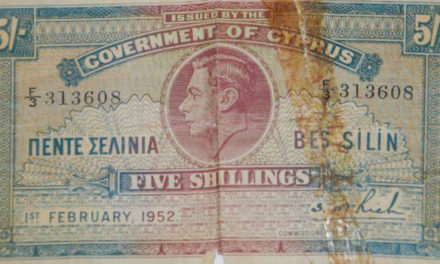 5/- ISSUED BY THE 5/-
GOVERNMENT OF CYPRUS
F/3 313608 F/3 313608
ΠΕΝΤΕ ΣΕΛΙΝΙΑ BEŞ ŞİLİN
FIVE SHILLINGS
1ST FEBRUARY, 1952.